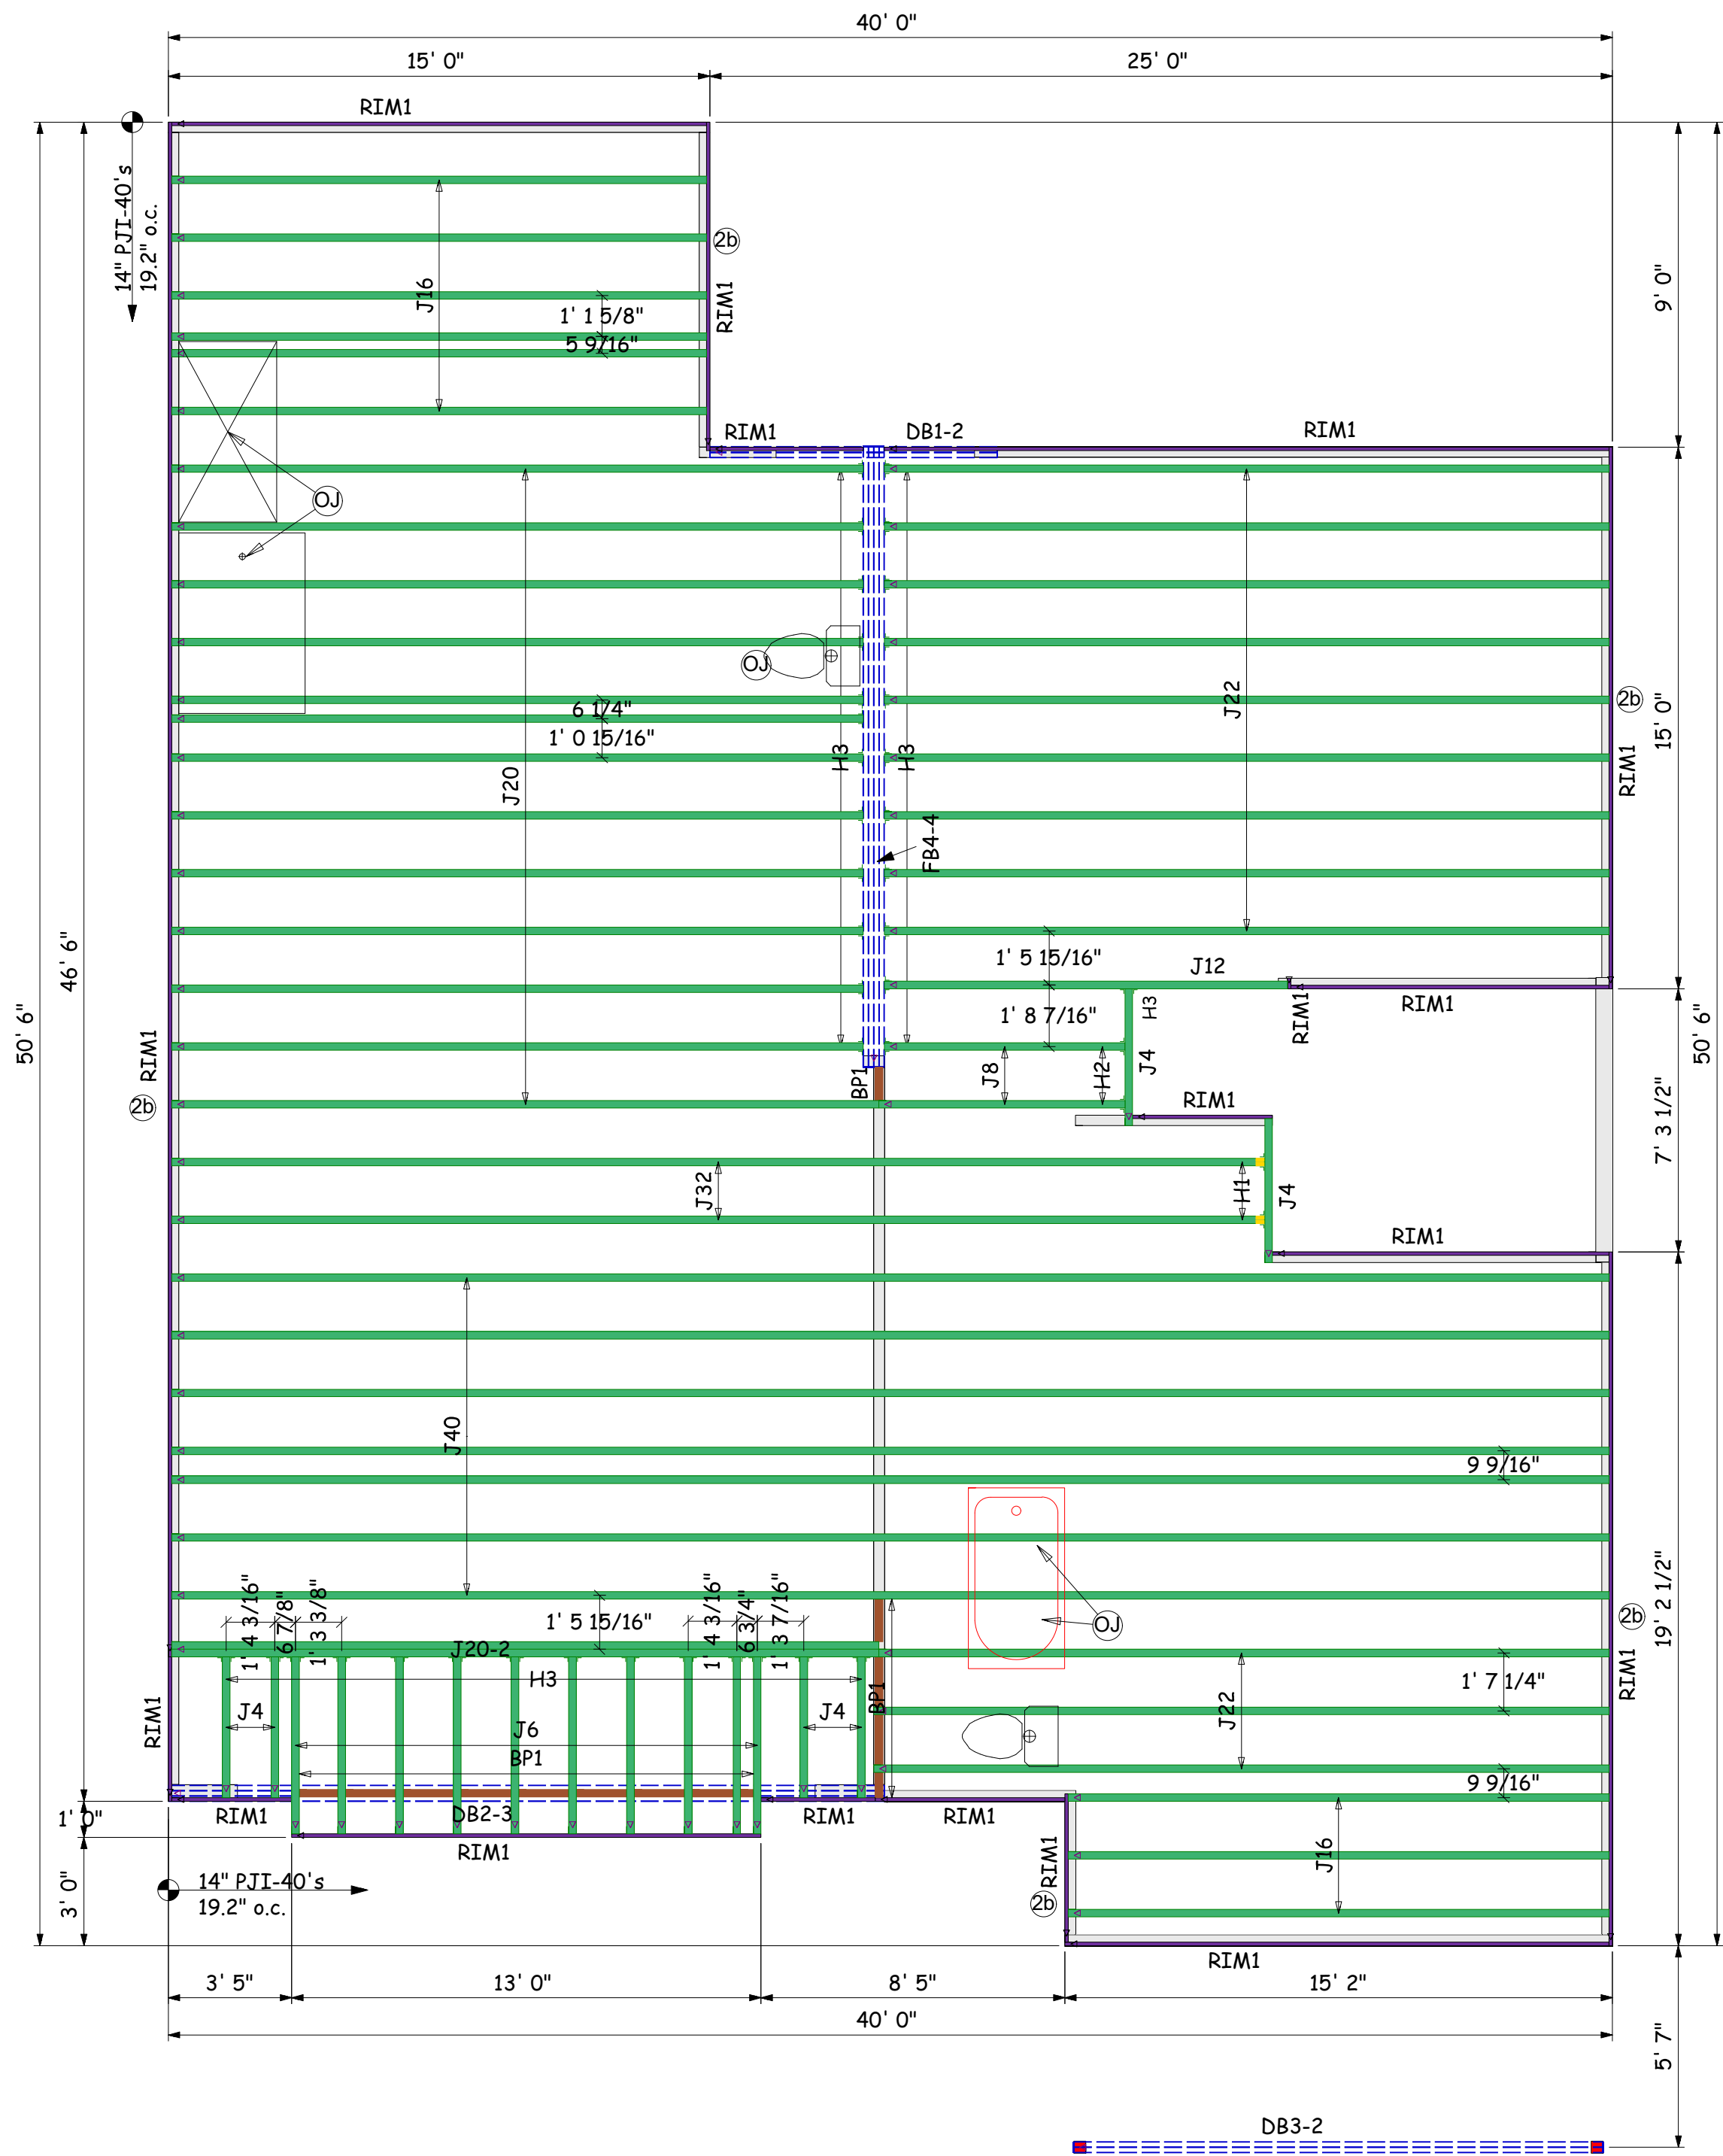 40' 0"
15' 0"
25' 0"
RIM1
14" PJI-40's
19.2" o.c.
J16
2b
RIM1
1' 1 5/8"
5 9/16"
9' 0"
RIM1
DB1-2
RIM1
OJ
OJ
6 1/4"
1' 0 15/16"
J20
H3
H3
J22
2b
RIM1
15' 0"
FB4-4
46' 6"
50' 6"
50' 6"
1' 5 15/16"
J12
1' 8 7/16"
H3
RIM1
RIM1
RIM1
2b
BP1
J8
H2
J4
RIM1
7' 3 1/2"
J32
H1
J4
RIM1
J40
9 9/16"
1' 4 3/16"
6 7/8"
1' 3 3/8"
1' 5 15/16"
1' 4 3/16"
6 3/4"
1' 3 7/16"
OJ
2b
19' 2 1/2"
J20-2
H3
J4
J4
J6
BP1
BP1
RIM1
J22
1' 7 1/4"
RIM1
9 9/16"
1' 0"
RIM1
DB2-3
RIM1
RIM1
RIM1
RIM1
J16
2b
3' 0"
14" PJI-40's
19.2" o.c.
RIM1
3' 5"
13' 0"
8' 5"
15' 2"
40' 0"
5' 7"
DB3-2